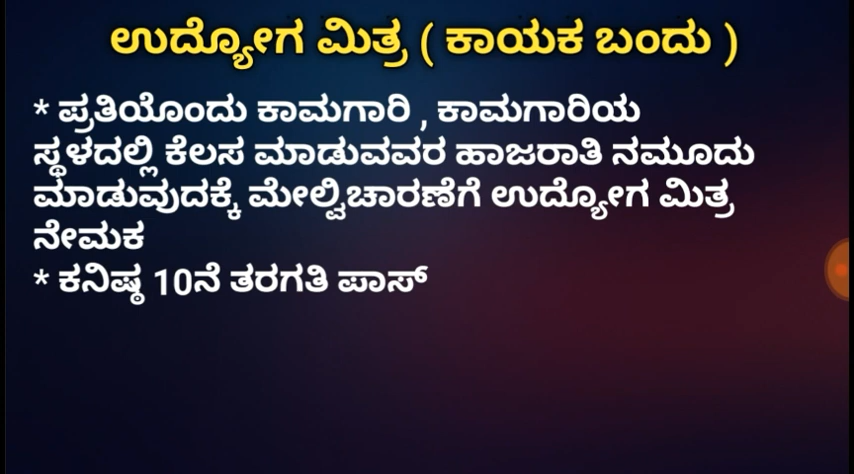 ಉದ್ಯೋಗ ಮಿತ್ರ ( ಕಾಯಕ ಬಂದು )
* ಪ್ರತಿಯೊಂದು ಕಾಮಗಾರಿ , ಕಾಮಗಾರಿಯ
ಸ್ಥಳದಲ್ಲಿ ಕೆಲಸ ಮಾಡುವವರ ಹಾಜರಾತಿ ನಮೂದು
ಮಾಡುವುದಕ್ಕೆ ಮೇಲ್ವಿಚಾರಣೆಗೆ ಉದ್ಯೋಗ ಮಿತ್ರ
ನೇಮಕ
* ಕನಿಷ್ಠ 10ನೆ ತರಗತಿ ಪಾಸ್